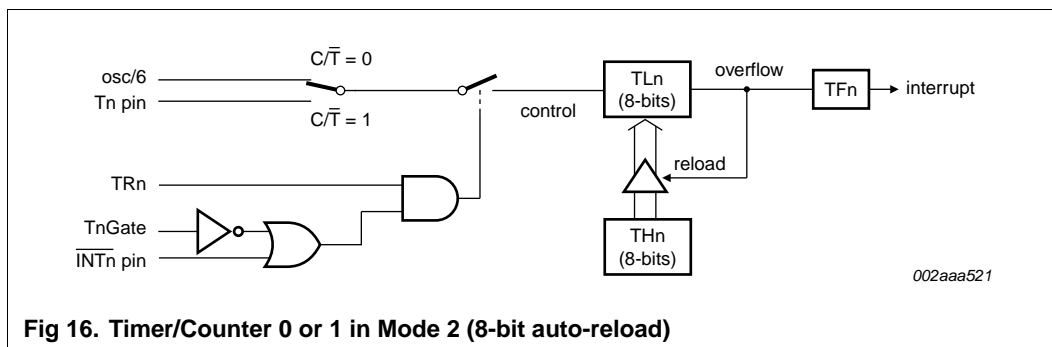 C/T̅ = 0
osc/6
Tn pin
C/T̅ = 1
control
TLn
(8-bits)
overflow
TFn
interrupt
reload
TRn
TnGate
I̅N̅T̅n pin
THn
(8-bits)
002aaa521
Fig 16. Timer/Counter 0 or 1 in Mode 2 (8-bit auto-reload)